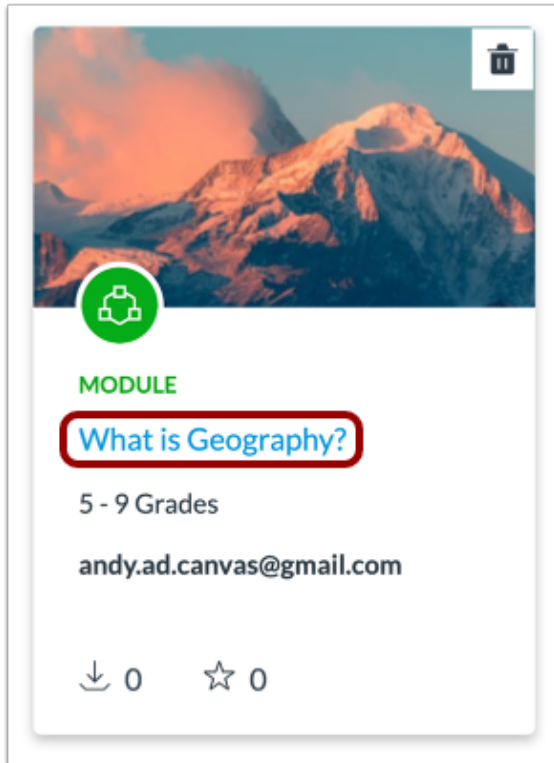 MODULE
What is Geography?
5 - 9 Grades
andy.ad.canvas@gmail.com
0 0